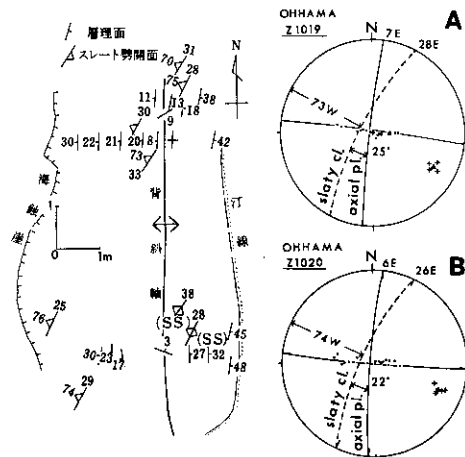 層理面
スレート劈開面
N
31
70
28
75
11
13
38
18
30
9
30
22
21
20
8
42
73
33
海蝕崖
背斜軸
汀線
0
1m
38
(SS)
28
(SS)
25
76
3
45
30
23
17
27
32
48
29
74
OHHAMA
Z1019
A
N
7E
28E
73W
25°
slaty cl.
axial pl.
OHHAMA
Z1020
B
N
6E
26E
74W
22°
slaty cl.
axial pl.